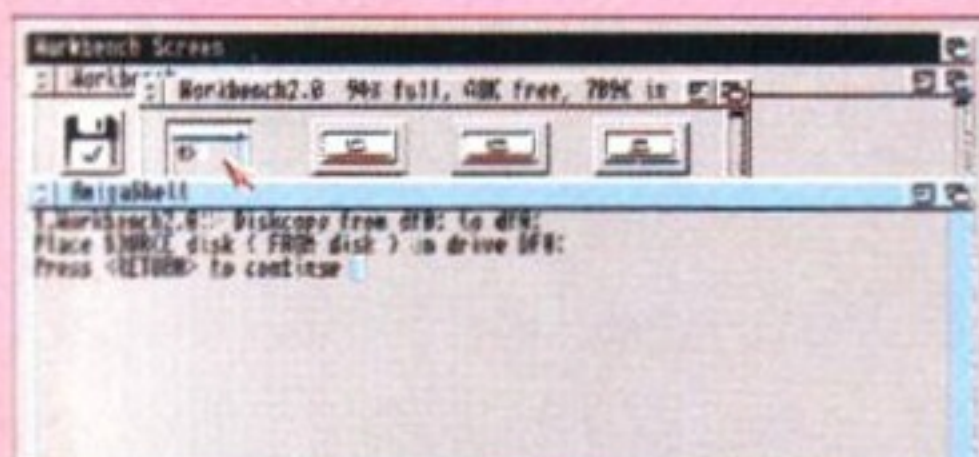 Workbench Screen
Workbench
Workbench2.0 94% full, 48K free, 789K in
AmigaShell
1.Workbench2.0:> Diskcopy from df0: to df0:
Place SOURCE disk ( FROM disk ) in drive DF0:
Press <RETURN> to continue